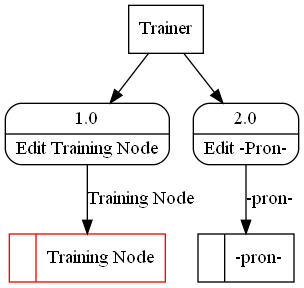 Trainer
1.0
2.0
Edit Training Node
Edit -Pron-
Training Node
-pron-
Training Node
-pron-